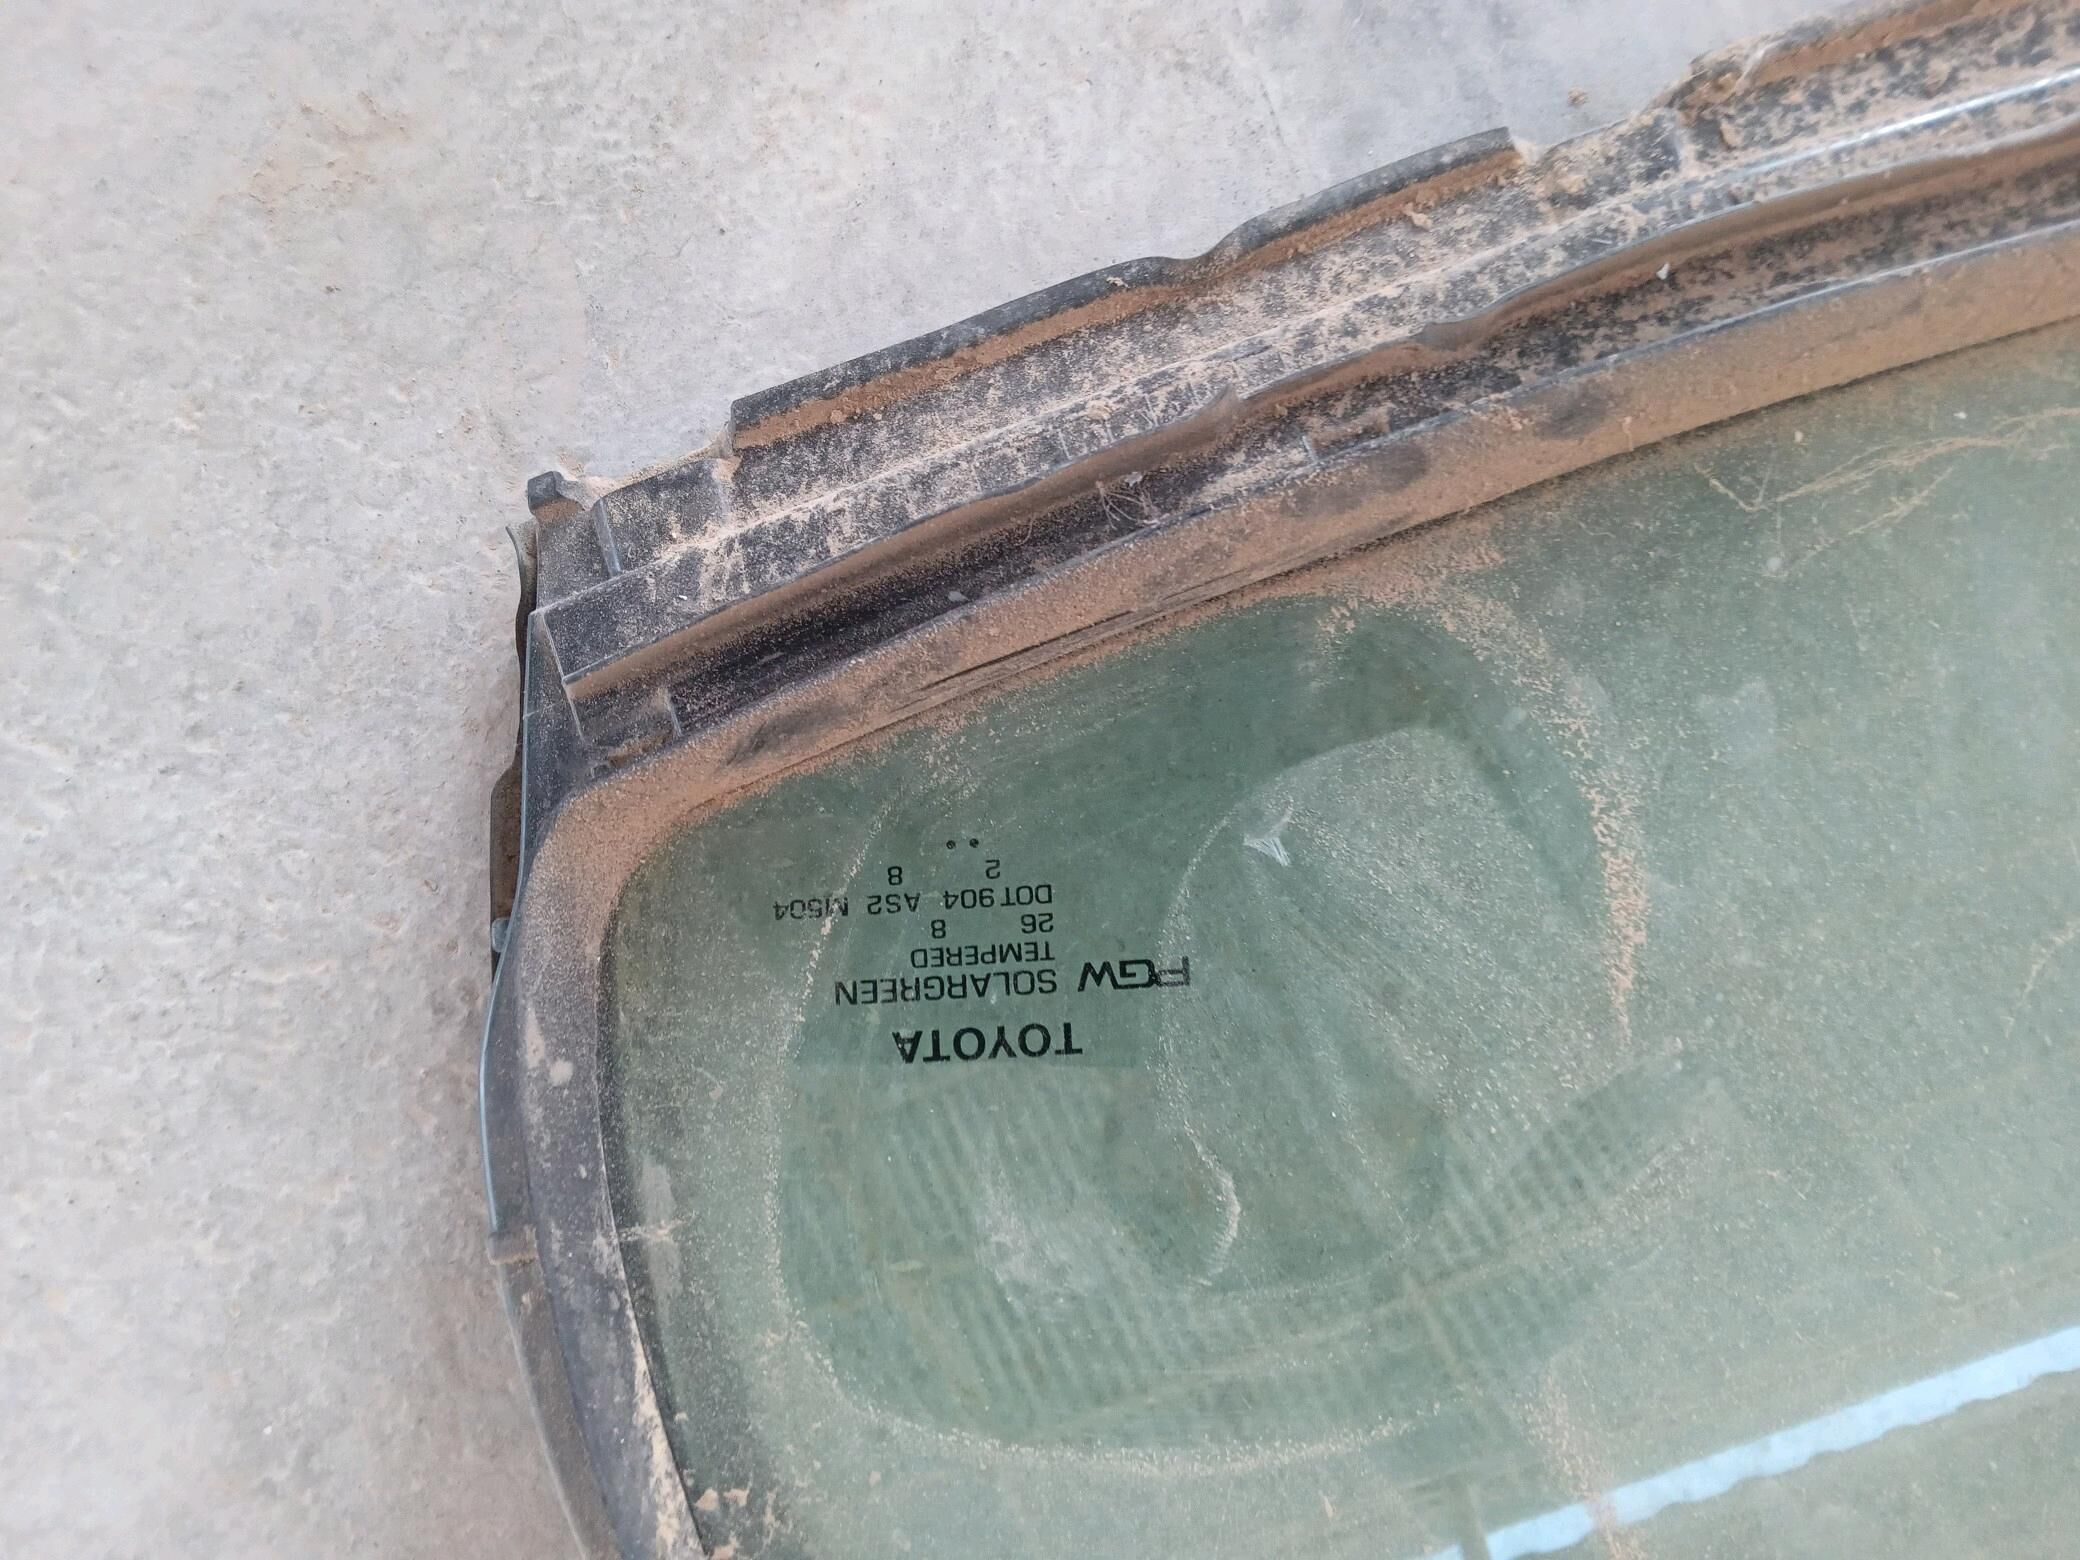 TOYOTA
PGW SOLARGREEN
TEMPERED
26 8
DOT904 AS2 M504
2 8
. .